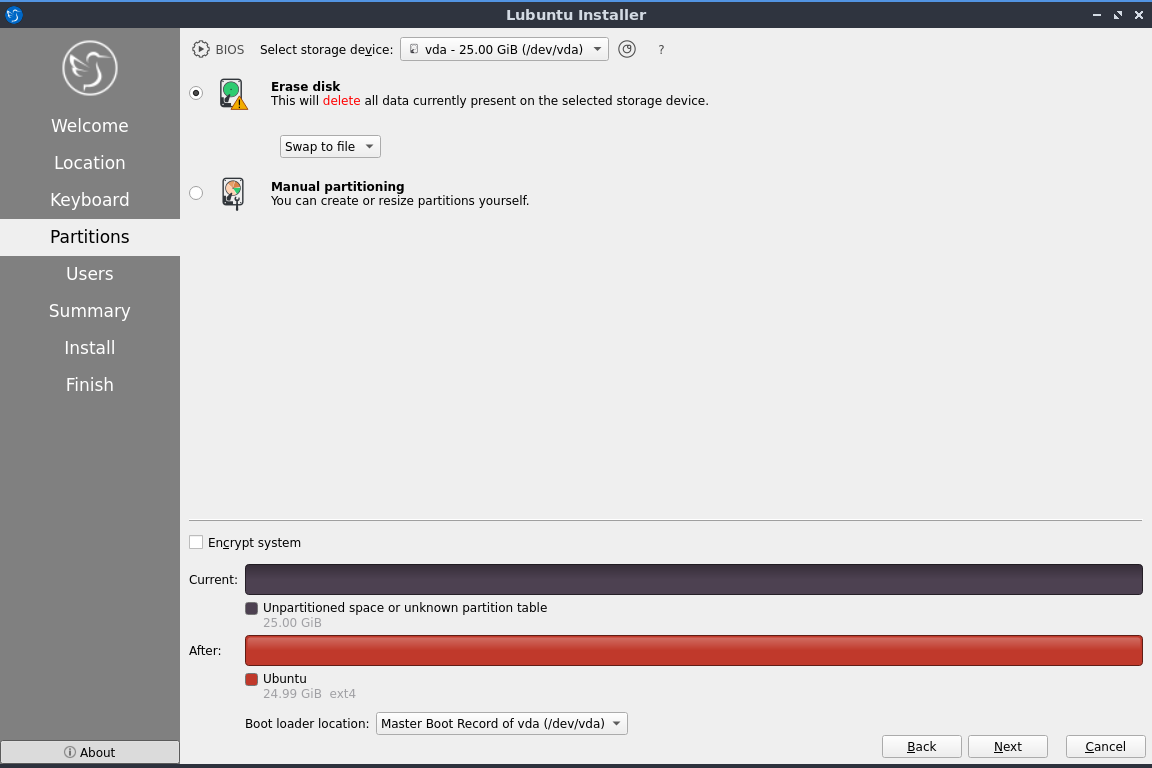 Lubuntu Installer
Welcome
Location
Keyboard
Partitions
Users
Summary
Install
Finish
About
BIOS Select storage device: vda - 25.00 GiB (/dev/vda) ?
Erase disk
This will delete all data currently present on the selected storage device.
Swap to file
Manual partitioning
You can create or resize partitions yourself.
Encrypt system
Current:
Unpartitioned space or unknown partition table
25.00 GiB
After:
Ubuntu
24.99 GiB ext4
Boot loader location: Master Boot Record of vda (/dev/vda)
Back Next Cancel